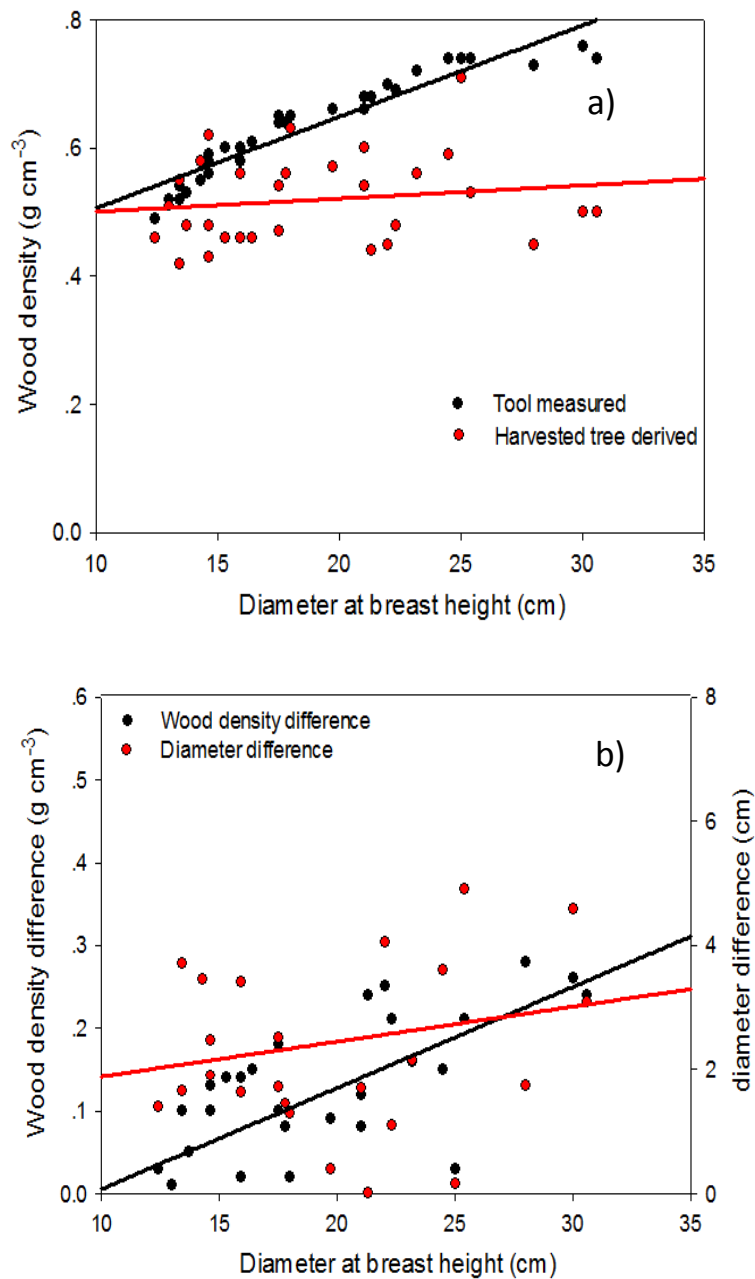 .8
.6
.4
.2
0.0
Wood density (g cm⁻³)
a)
Tool measured
Harvested tree derived
10 15 20 25 30 35
Diameter at breast height (cm)
.6
.5
.4
.3
.2
.1
0.0
Wood density difference (g cm⁻³)
Wood density difference
Diameter difference
b)
8
6
4
2
0
diameter difference (cm)
10 15 20 25 30 35
Diameter at breast height (cm)